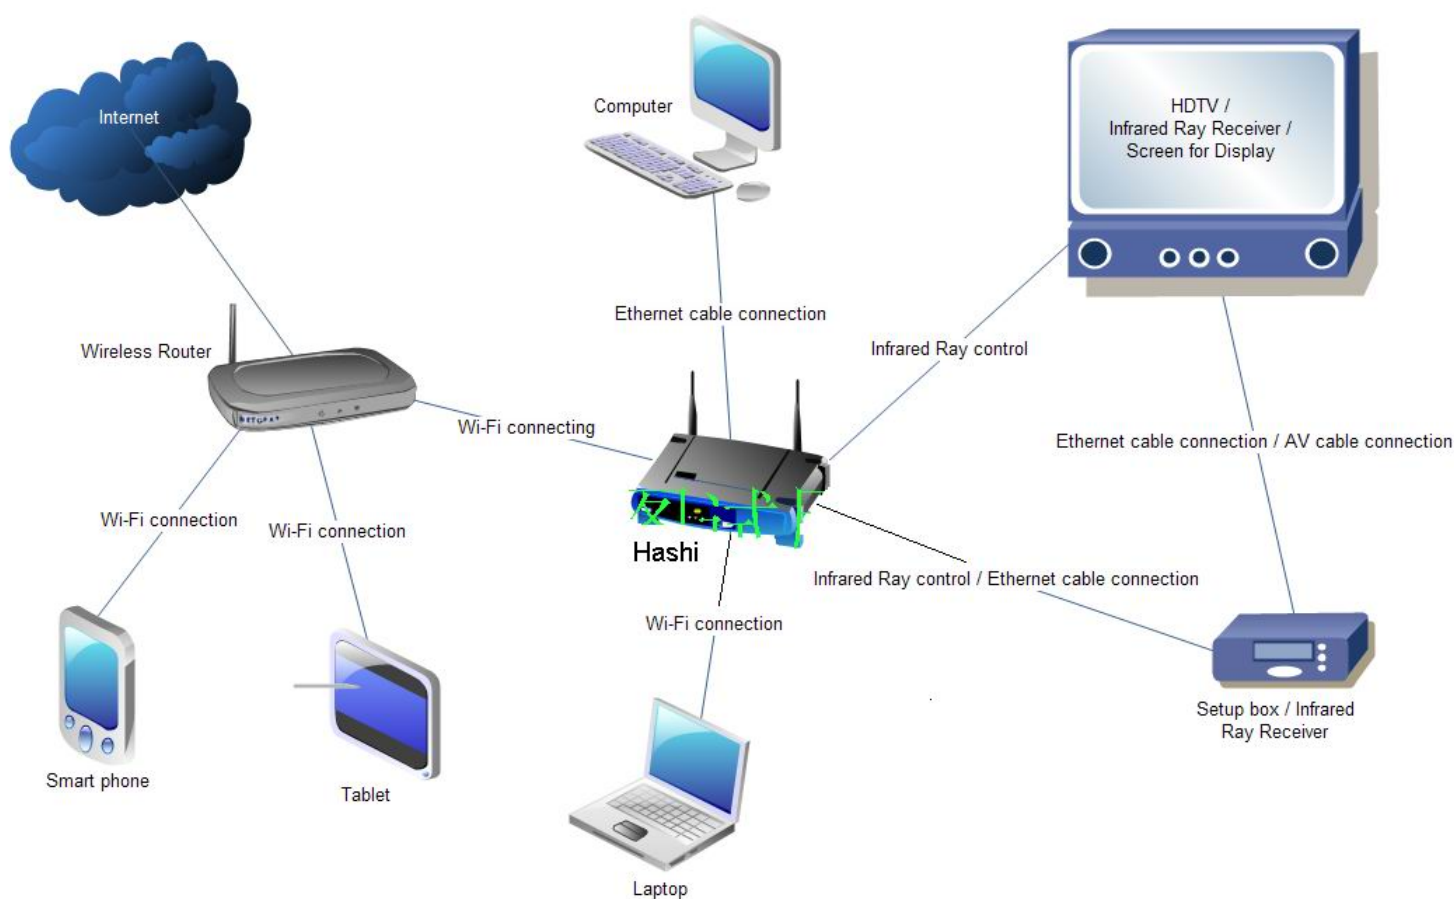 Internet
Computer
HDTV /
Infrared Ray Receiver /
Screen for Display
Wireless Router
Ethernet cable connection
Infrared Ray control
Wi-Fi connecting
Ethernet cable connection / AV cable connection
Wi-Fi connection
Wi-Fi connection
Hashi
Infrared Ray control / Ethernet cable connection
Wi-Fi connection
Setup box / Infrared
Ray Receiver
Smart phone
Tablet
Laptop